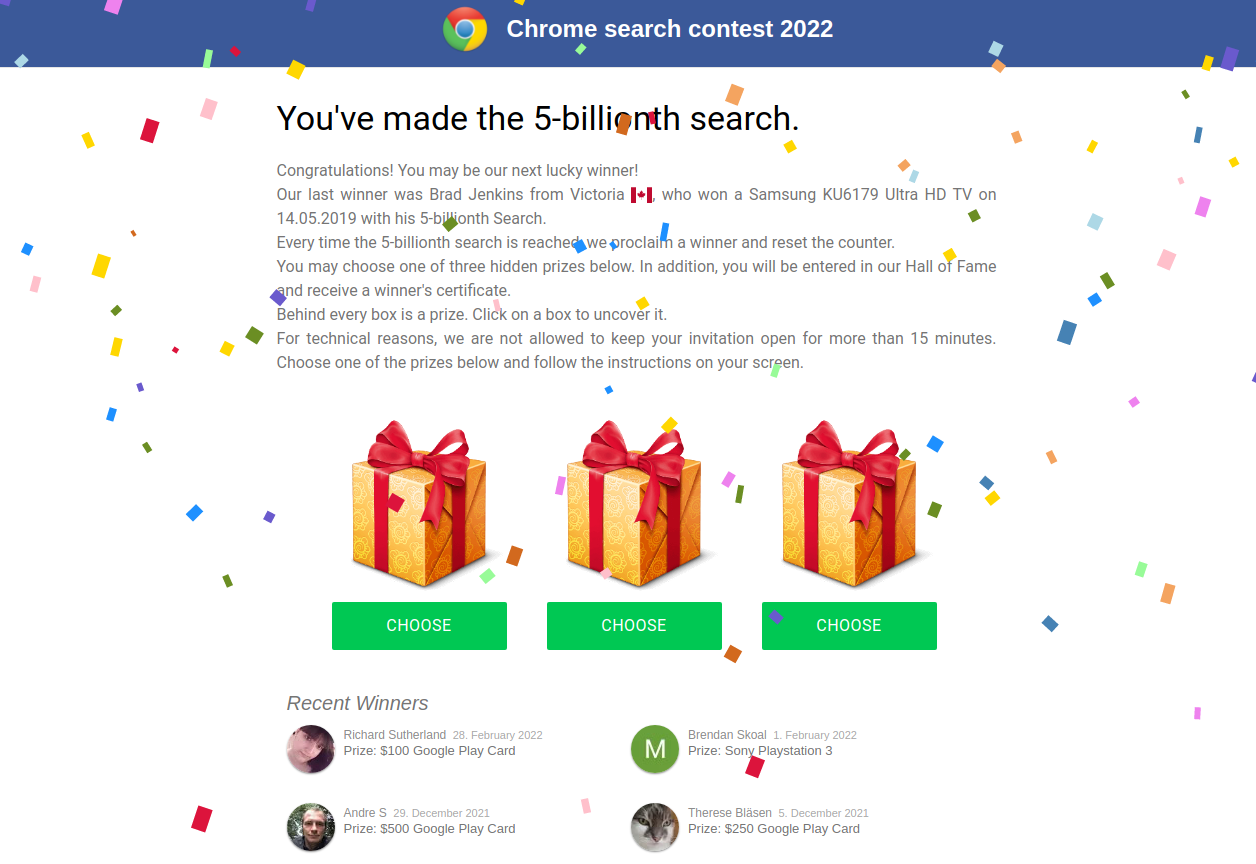 Chrome search contest 2022
You've made the 5-billionth search.
Congratulations! You may be our next lucky winner!
Our last winner was Brad Jenkins from Victoria 🇨🇦, who won a Samsung KU6179 Ultra HD TV on
14.05.2019 with his 5-billionth Search.
Every time the 5-billionth search is reached, we proclaim a winner and reset the counter.
You may choose one of three hidden prizes below. In addition, you will be entered in our Hall of Fame
and receive a winner's certificate.
Behind every box is a prize. Click on a box to uncover it.
For technical reasons, we are not allowed to keep your invitation open for more than 15 minutes.
Choose one of the prizes below and follow the instructions on your screen.
CHOOSE CHOOSE CHOOSE
Recent Winners
Richard Sutherland 28. February 2022
Prize: $100 Google Play Card
M
Brendan Skoal 1. February 2022
Prize: Sony Playstation 3
Andre S 29. December 2021
Prize: $500 Google Play Card
Therese Bläsen 5. December 2021
Prize: $250 Google Play Card